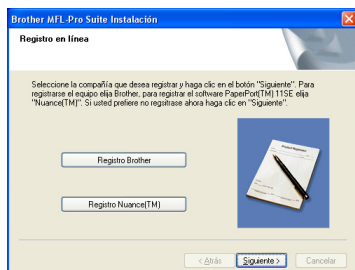 Brother MFL-Pro Suite Instalación
Registro en línea
Seleccione la compañía que desea registrar y haga clic en el botón "Siguiente". Para
registrarse el equipo elija Brother, para registrar el software PaperPort(TM) 11SE elija
"Nuance(TM)". Si usted prefiere no regsitrase ahora haga clic en "Siguiente".
Registro Brother
Registro Nuance(TM)
< Atrás
Siguiente >
Cancelar